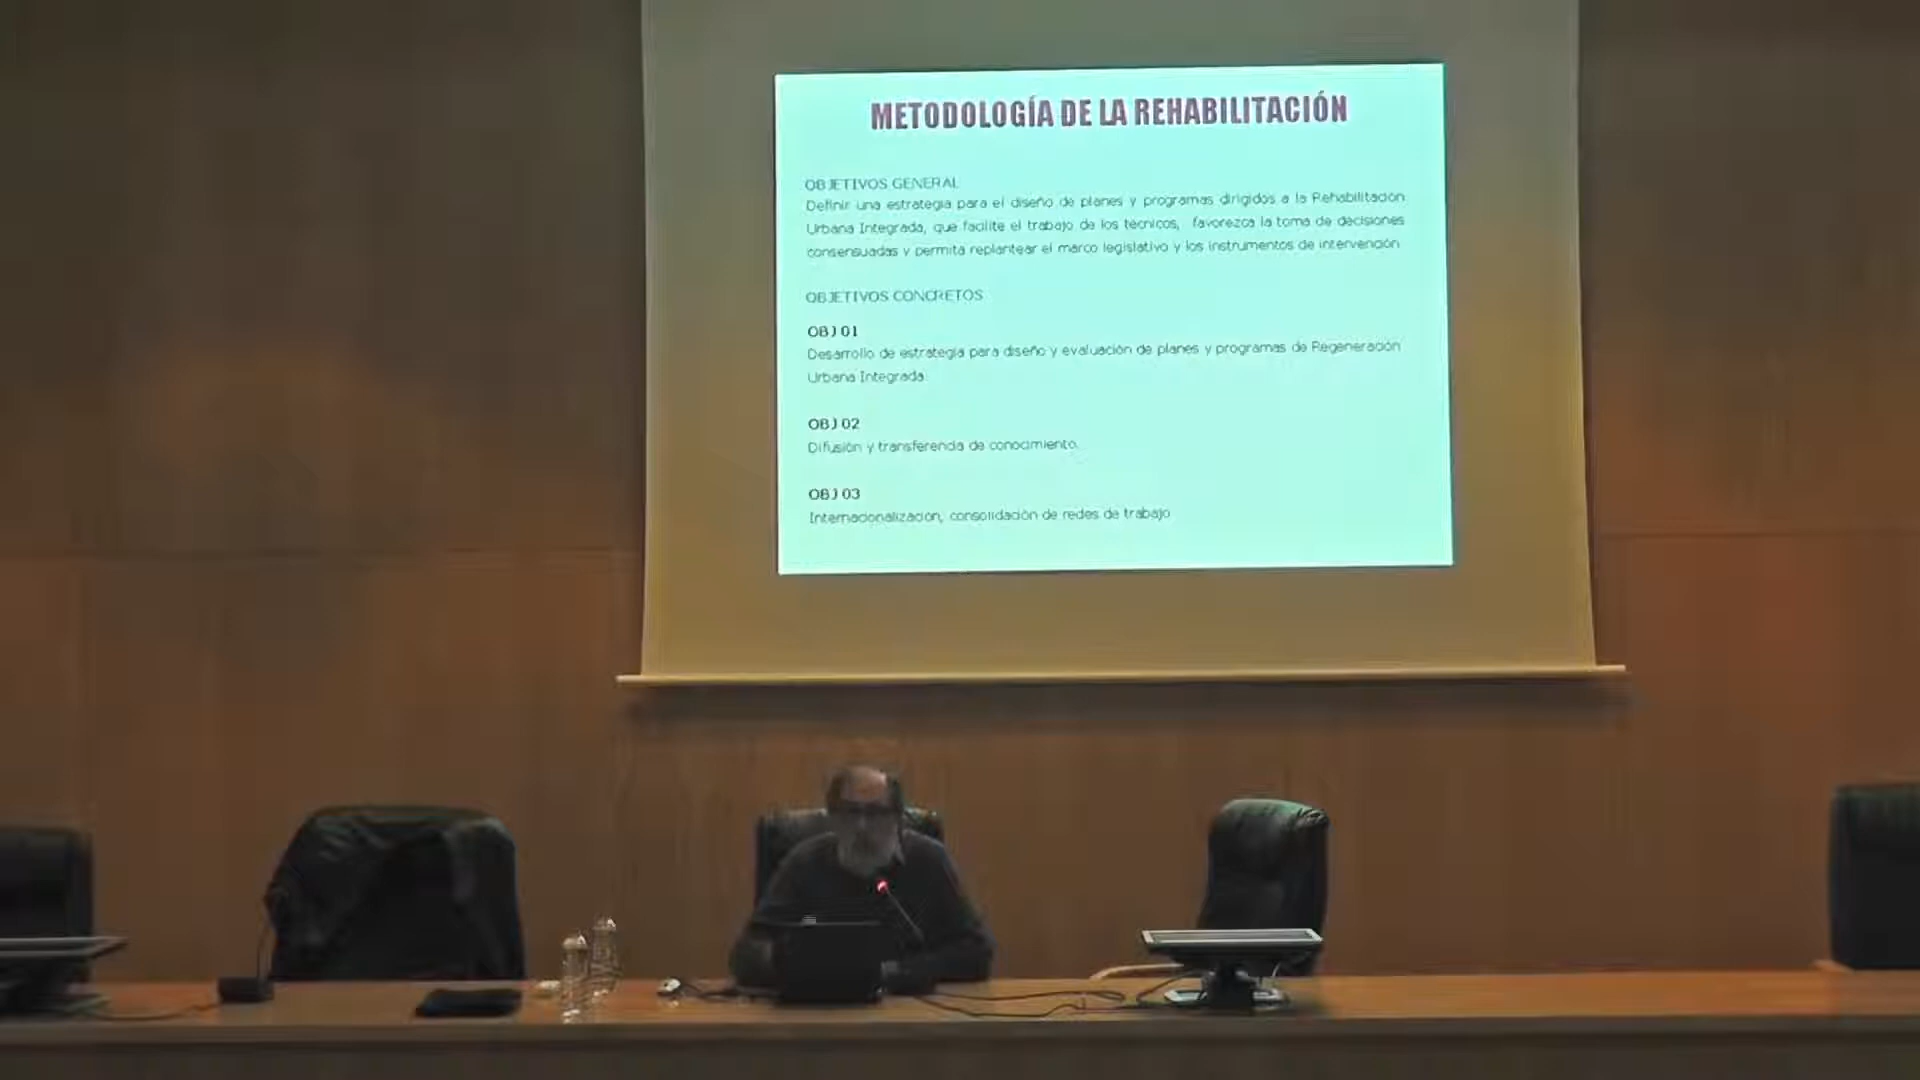 METODOLOGÍA DE LA REHABILITACIÓN
OBJETIVOS GENERAL
Definir una estrategia para el diseño de planes y programas dirigidos a la Rehabilitación
Urbana Integrada, que facilite el trabajo de los técnicos, favorezca la toma de decisiones
consensuadas y permita replantear el marco legislativo y los instrumentos de intervención
OBJETIVOS CONCRETOS
OBJ 01
Desarrollo de estrategia para diseño y evaluación de planes y programas de Regeneración
Urbana Integrada
OBJ 02
Difusión y transferencia de conocimiento.
OBJ 03
Internacionalización, consolidación de redes de trabajo